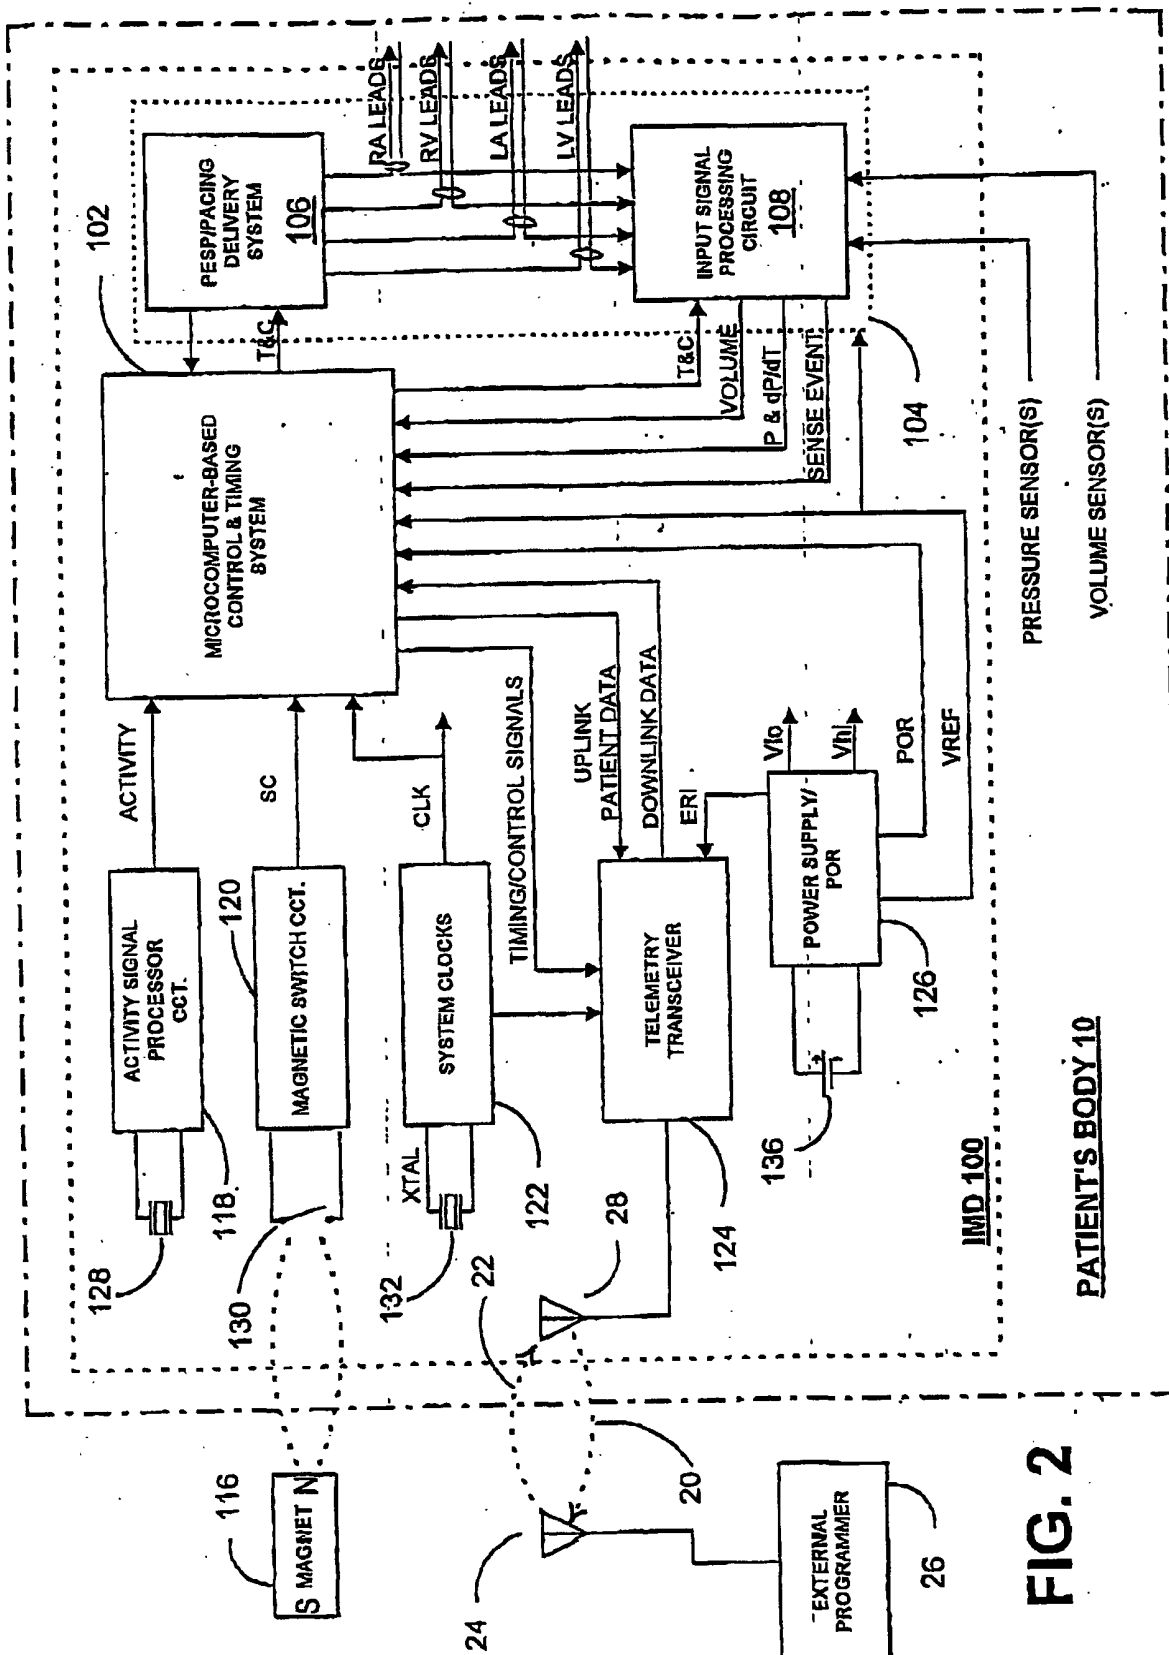 RA LEADS
RV LEADS
LA LEADS
LV LEADS
102
PESP/PACING
DELIVERY
SYSTEM
106
INPUT SIGNAL
PROCESSING
CIRCUIT
108
T&C
T&C
VOLUME
P & dP/dT
SENSE EVENT
104
PRESSURE SENSOR(S)
VOLUME SENSOR(S)
MICROCOMPUTER-BASED
CONTROL & TIMING
SYSTEM
ACTIVITY
SC
CLK
TIMING/CONTROL SIGNALS
UPLINK
PATIENT DATA
DOWNLINK DATA
ERI
Vlo
Vhi
POR
VREF
ACTIVITY SIGNAL
PROCESSOR
CCT.
120
MAGNETIC SWITCH CCT.
SYSTEM CLOCKS
TELEMETRY
TRANSCEIVER
POWER SUPPLY/
POR
126
128
118
130
XTAL
132
122
22
28
124
136
IMD 100
PATIENT'S BODY 10
116
S MAGNET N
24
20
EXTERNAL
PROGRAMMER
26
FIG. 2